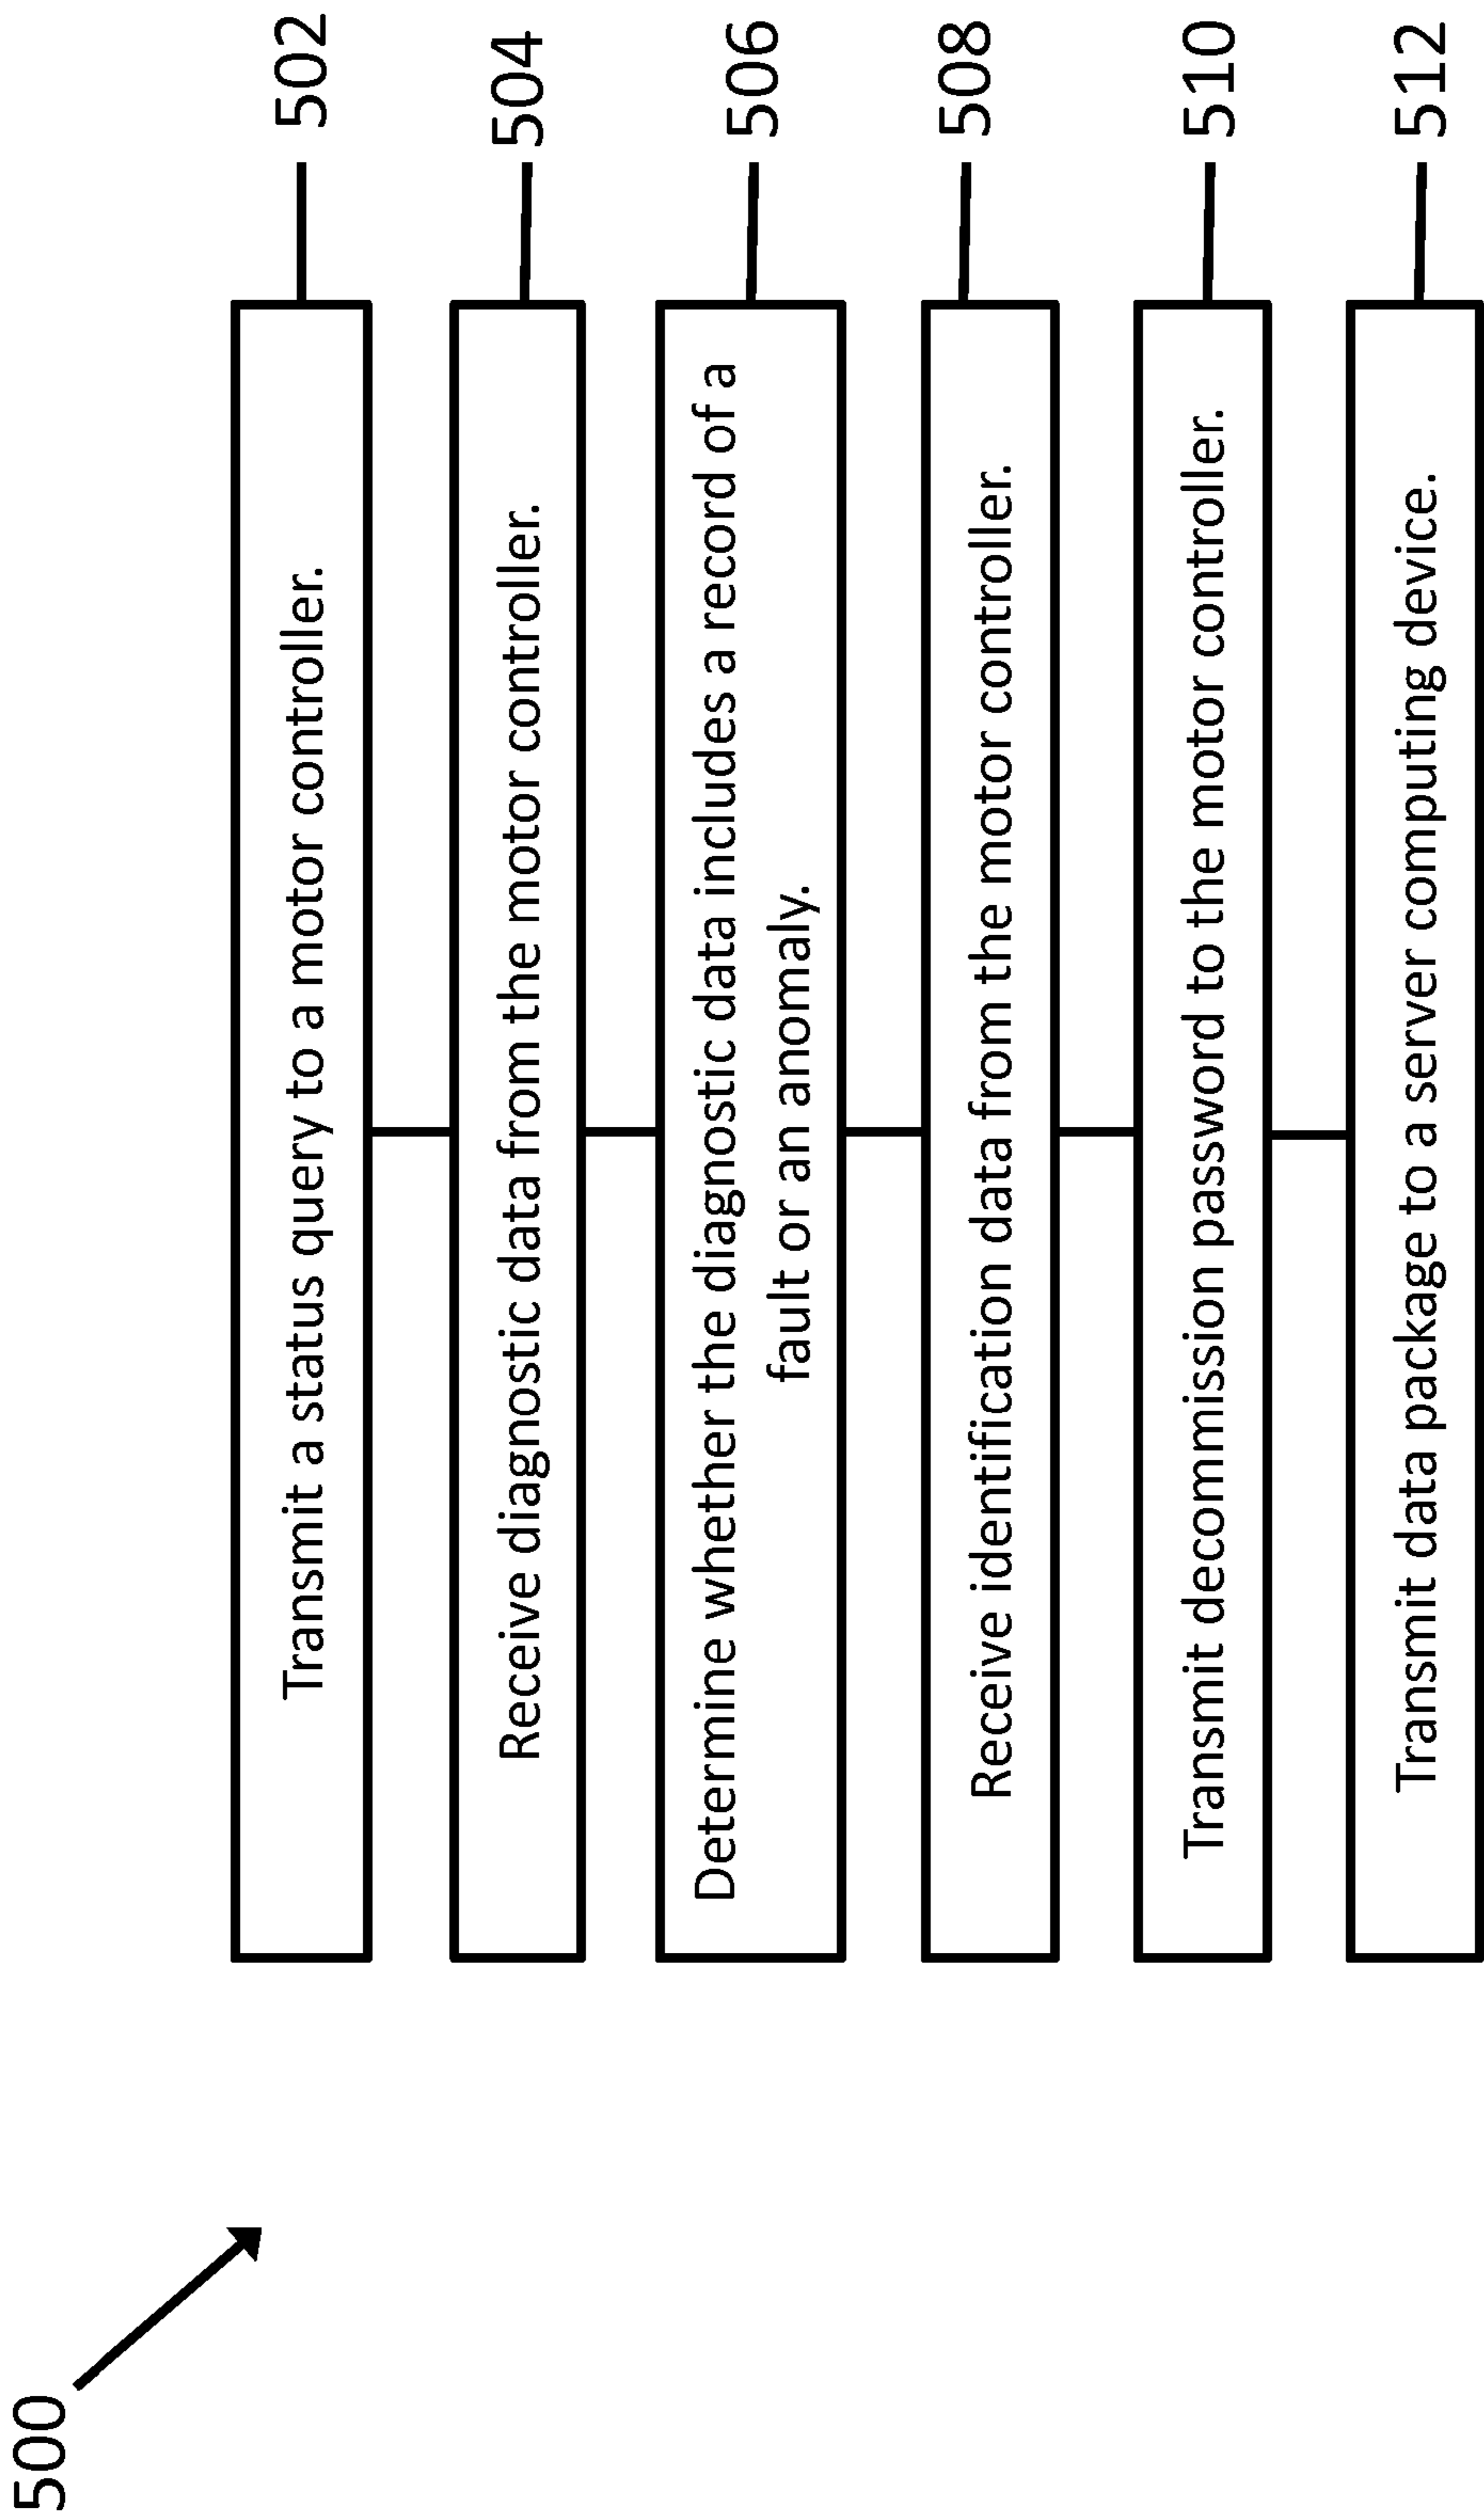 500
Transmit a status query to a motor controller.
502
Receive diagnostic data from the motor controller.
504
Determine whether the diagnostic data includes a record of a
fault or an anomaly.
506
Receive identification data from the motor controller.
508
Transmit decommission password to the motor controller.
510
Transmit data package to a server computing device.
512